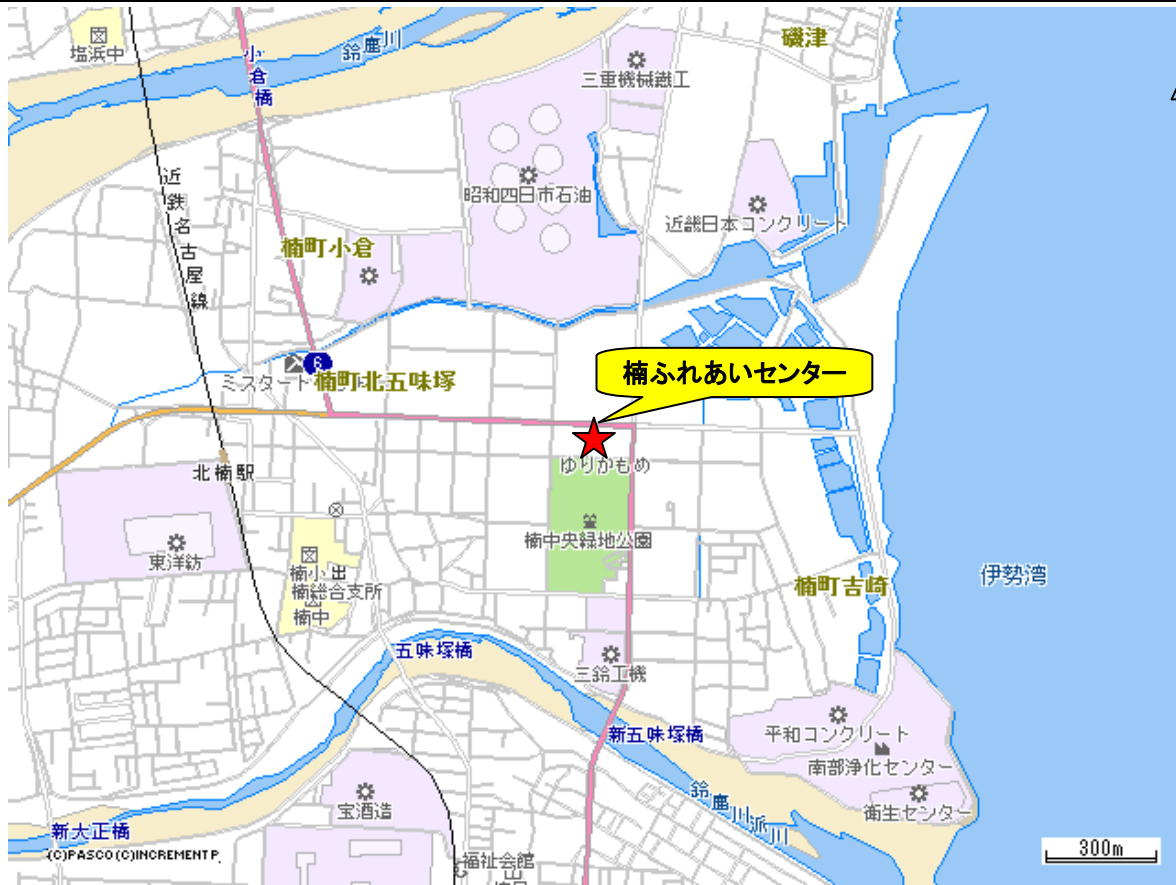 塩浜中
鈴鹿川
小倉橋
三重機械鐵工
磯津
近鉄名古屋線
昭和四日市石油
近畿日本コンクリート
楠町小倉
6
ミスタート
楠町北五味塚
楠ふれあいセンター
ゆりかもめ
北楠駅
東洋紡
楠中央緑地公園
楠小
楠総合支所
楠中
楠町吉崎
伊勢湾
五味塚橋
三鈴工機
新五味塚橋
平和コンクリート
南部浄化センター
衛生センター
鈴鹿川派川
宝酒造
新大正橋
(C)PASCO(C)INCREMENT P
福祉会館
300m